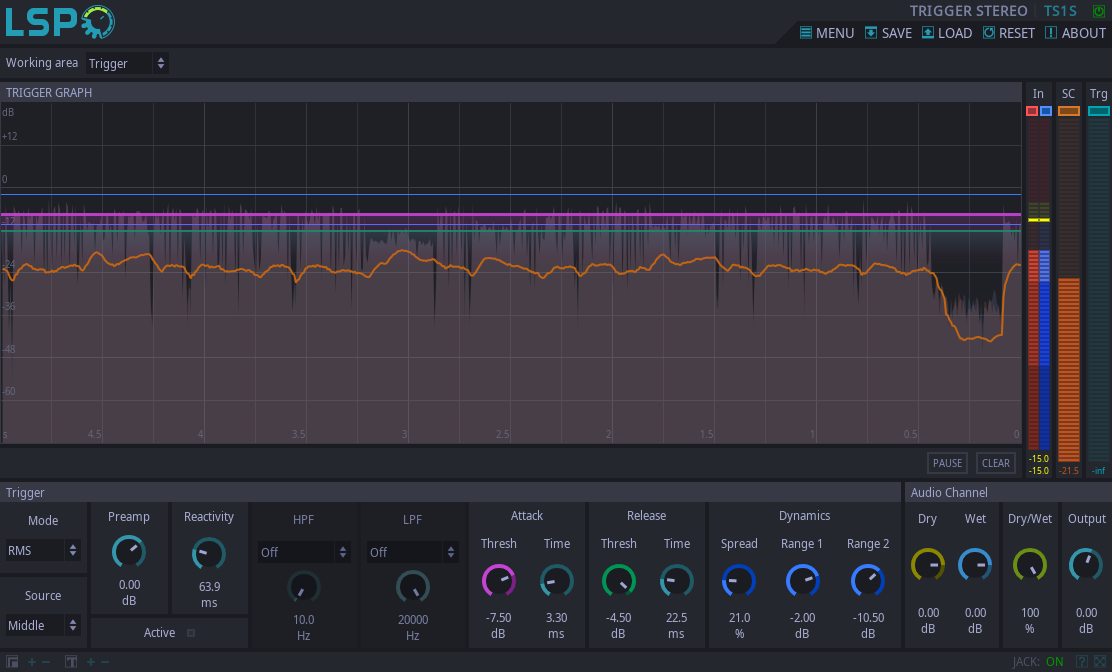 LSP
TRIGGER STEREO TS1S
MENU SAVE LOAD RESET ABOUT
Working area Trigger
TRIGGER GRAPH
In SC Trg
dB
+12
0
-12
-24
-36
-48
-60
s 4.5 4 3.5 3 2.5 2 1.5 1 0.5 0
-15.0
-15.0 -21.5 -inf
PAUSE CLEAR
Trigger
Audio Channel
Mode
RMS
Source
Middle
Preamp
0.00
dB
Reactivity
63.9
ms
Active
HPF
Off
10.0
Hz
LPF
Off
20000
Hz
Attack
Thresh Time
-7.50 3.30
dB ms
Release
Thresh Time
-4.50 22.5
dB ms
Dynamics
Spread Range 1 Range 2
21.0 -2.00 -10.50
% dB dB
Dry Wet Dry/Wet Output
0.00 0.00 100 0.00
dB dB % dB
T
JACK: ON